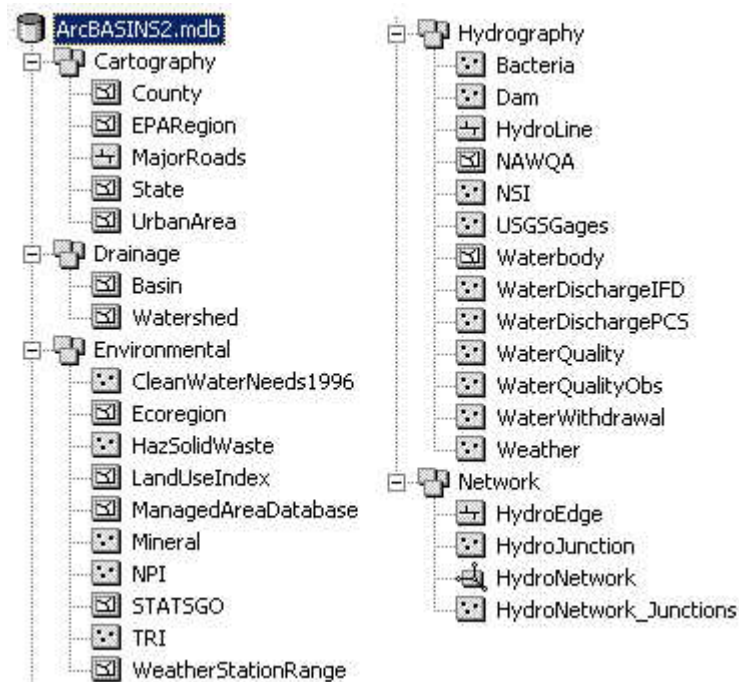 ArcBASINS2.mdb
Cartography
County
EPARegion
MajorRoads
State
UrbanArea
Drainage
Basin
Watershed
Environmental
CleanWaterNeeds1996
Ecoregion
HazSolidWaste
LandUseIndex
ManagedAreaDatabase
Mineral
NPI
STATSGO
TRI
WeatherStationRange
Hydrography
Bacteria
Dam
HydroLine
NAWQA
NSI
USGSGages
Waterbody
WaterDischargeIFD
WaterDischargePCS
WaterQuality
WaterQualityObs
WaterWithdrawal
Weather
Network
HydroEdge
HydroJunction
HydroNetwork
HydroNetwork_Junctions